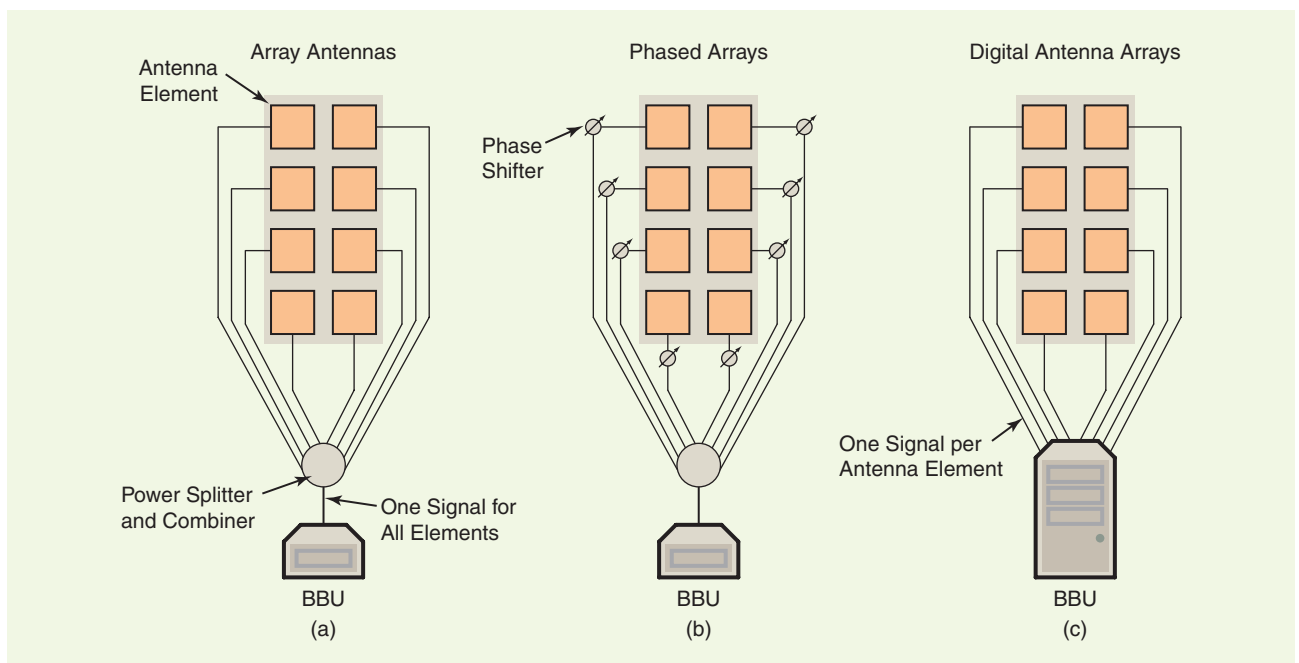 Array Antennas
Antenna
Element
Power Splitter
and Combiner
One Signal for
All Elements
BBU
(a)
Phased Arrays
Phase
Shifter
BBU
(b)
Digital Antenna Arrays
One Signal per
Antenna Element
BBU
(c)